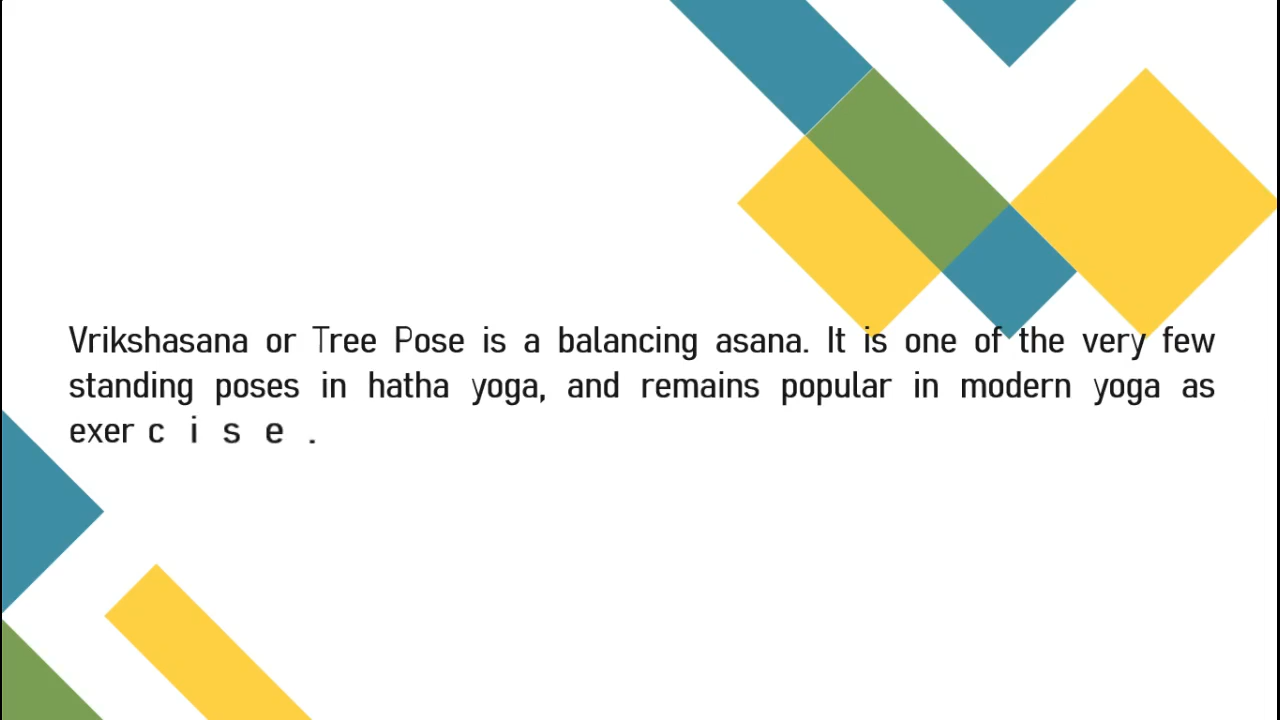 Vrikshasana or Tree Pose is a balancing asana. It is one of the very few
standing poses in hatha yoga, and remains popular in modern yoga as
exercise.